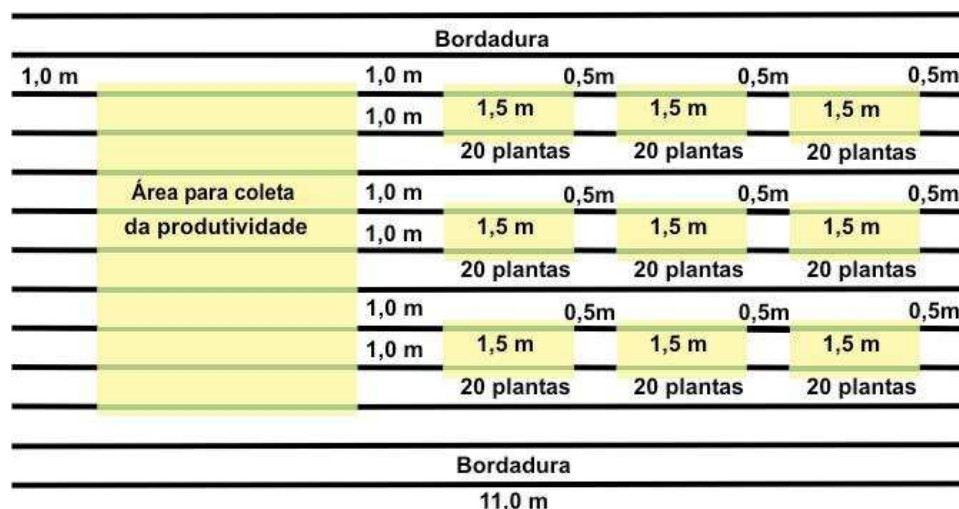 Bordadura
1,0 m 1,0 m 0,5m 0,5m 0,5m
1,0 m 1,5 m 1,5 m 1,5 m
20 plantas 20 plantas 20 plantas
Área para coleta
da produtividade
1,0 m 0,5m 0,5m 0,5m
1,0 m 1,5 m 1,5 m 1,5 m
20 plantas 20 plantas 20 plantas
1,0 m 0,5m 0,5m 0,5m
1,0 m 1,5 m 1,5 m 1,5 m
20 plantas 20 plantas 20 plantas
Bordadura
11,0 m